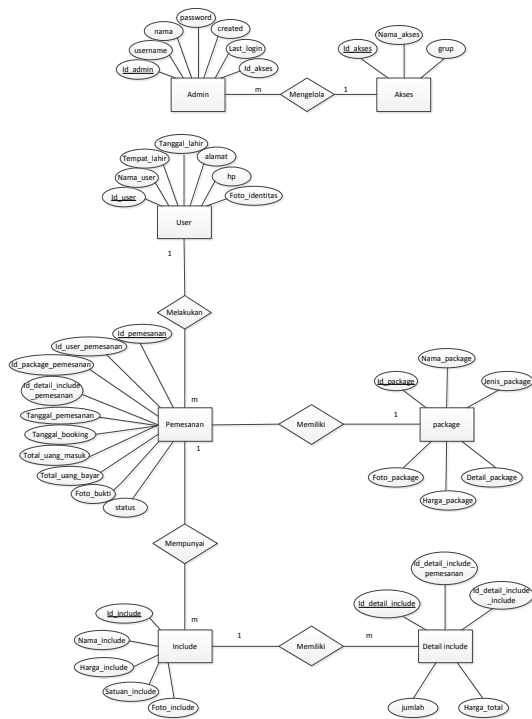 password
nama
created
username
Last_login
Id_admin
Id_akses
Admin
m
Mengelola
1
Nama_akses
Id_akses
grup
Akses
Tanggal_lahir
Tempat_lahir
alamat
Nama_user
hp
Id_user
Foto_identitas
User
1
Melakukan
m
Id_pemesanan
Id_user_pemesanan
Id_package_pemesanan
Id_detail_include
_pemesanan
Tanggal_pemesanan
Tanggal_booking
Total_uang_masuk
Total_uang_bayar
Foto_bukti
status
Pemesanan
1
Memiliki
1
Nama_package
Id_package
Jenis_package
package
Foto_package
Detail_package
Harga_package
Mempunyai
m
Id_include
Nama_include
Harga_include
Satuan_include
Foto_include
Include
1
Memiliki
m
Id_detail_include_
pemesanan
Id_detail_include
Id_detail_include
_include
Detail include
jumlah
Harga_total